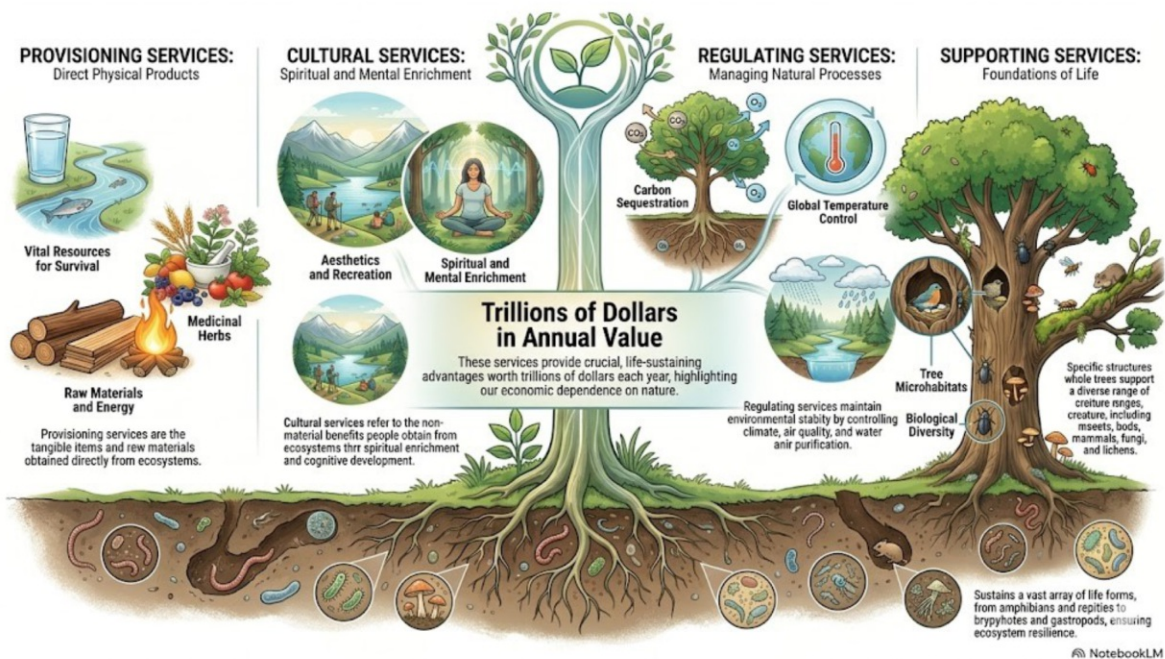 PROVISIONING SERVICES:
Direct Physical Products
Vital Resources
for Survival
Medicinal
Herbs
Raw Materials
and Energy
Provisioning services are the
tangible items and rew materials
obtained directly from ecosystems.
CULTURAL SERVICES:
Spiritual and Mental Enrichment
Aesthetics
and Recreation
Spiritual and
Mental Enrichment
Cultural services refer to the non-
material benefits people obtain from
ecosystems thrr spiritual enrichment
and cognitive development.
Trillions of Dollars
in Annual Value
These services provide crucial, life-sustaining
advantages worth trillions of dollars each year, highlighting
our economic dependence on nature.
REGULATING SERVICES:
Managing Natural Processes
CO₂
CO₂
O₂
O₂
O₂
Carbon
Sequestration
Global Temperature
Control
Regulating services maintain
environmental stabity by controlling
climate, air quality, and water
anir purification.
SUPPORTING SERVICES:
Foundations of Life
Tree
Microhabitats
Biological
Diversity
Specific structures
whole trees support
a diverse range of
creiture rønges,
creature, including
mseets, bods,
mammals, fungi,
and lichens.
Sustains a vast array of life forms,
from amphibians and repities to
brypyhotes and gastropods, ensuring
ecosystem resilience.
NotebookLM